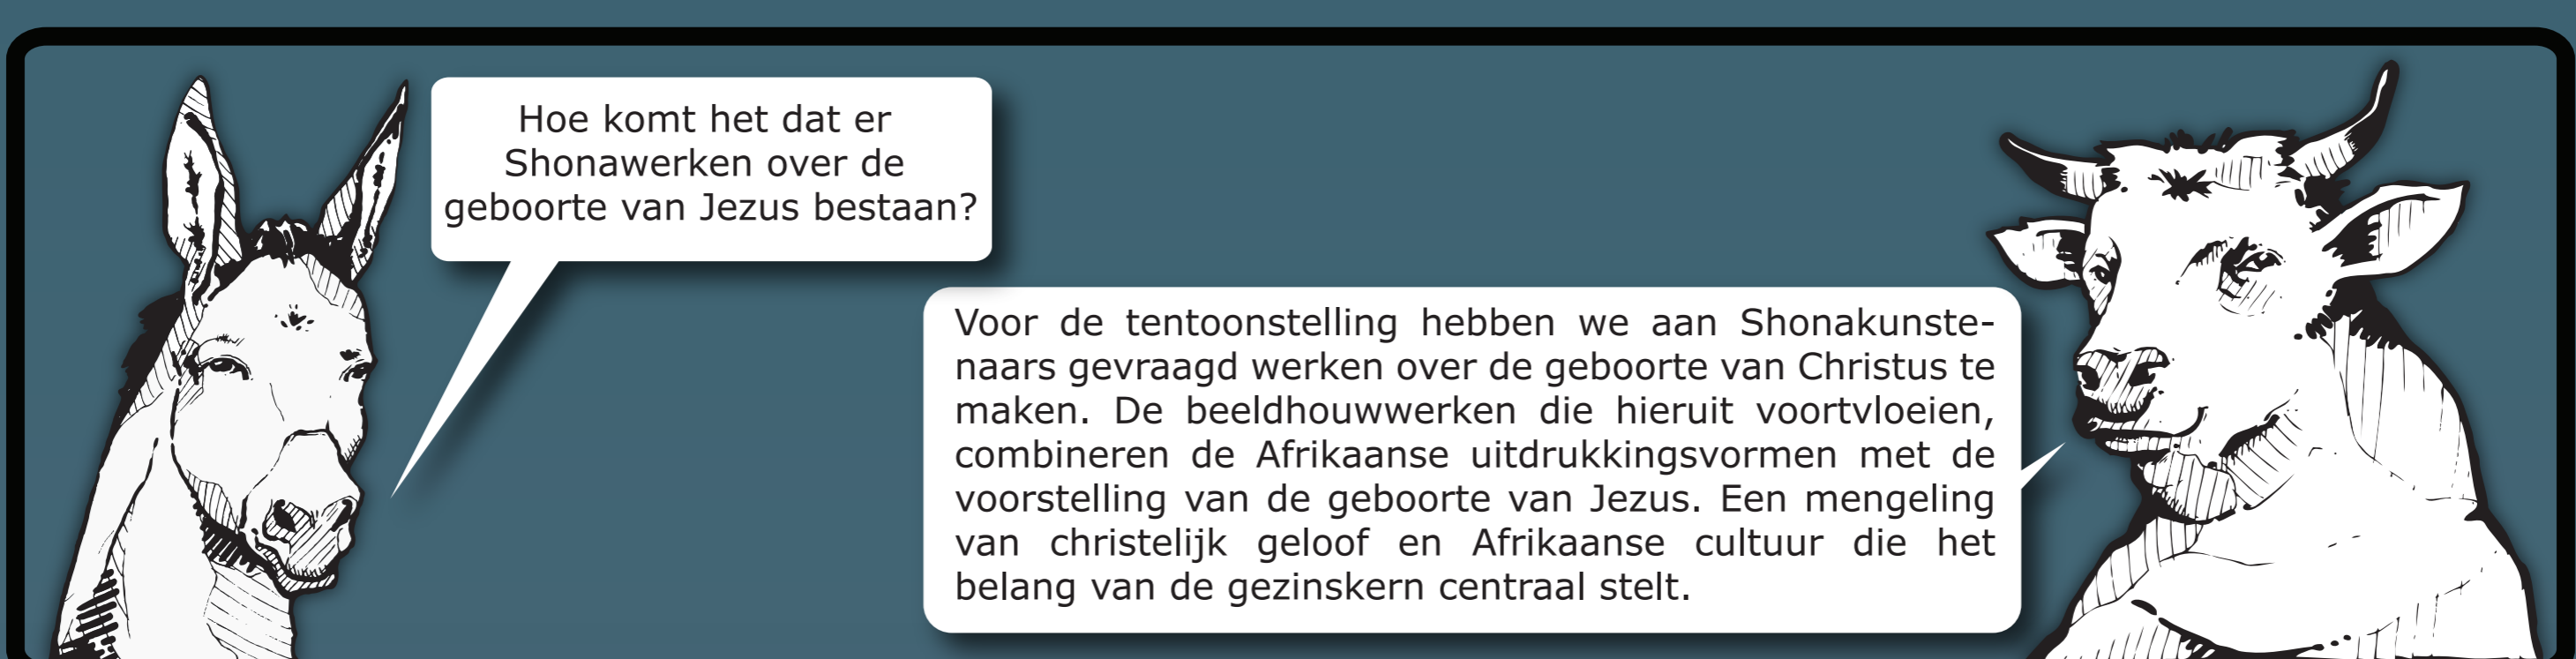 Hoe komt het dat er
Shonawerken over de
geboorte van Jezus bestaan?
Voor de tentoonstelling hebben we aan Shonakunste-
naars gevraagd werken over de geboorte van Christus te
maken. De beeldhouwwerken die hieruit voortvloeien,
combineren de Afrikaanse uitdrukkingsvormen met de
voorstelling van de geboorte van Jezus. Een mengeling
van christelijk geloof en Afrikaanse cultuur die het
belang van de gezinskern centraal stelt.